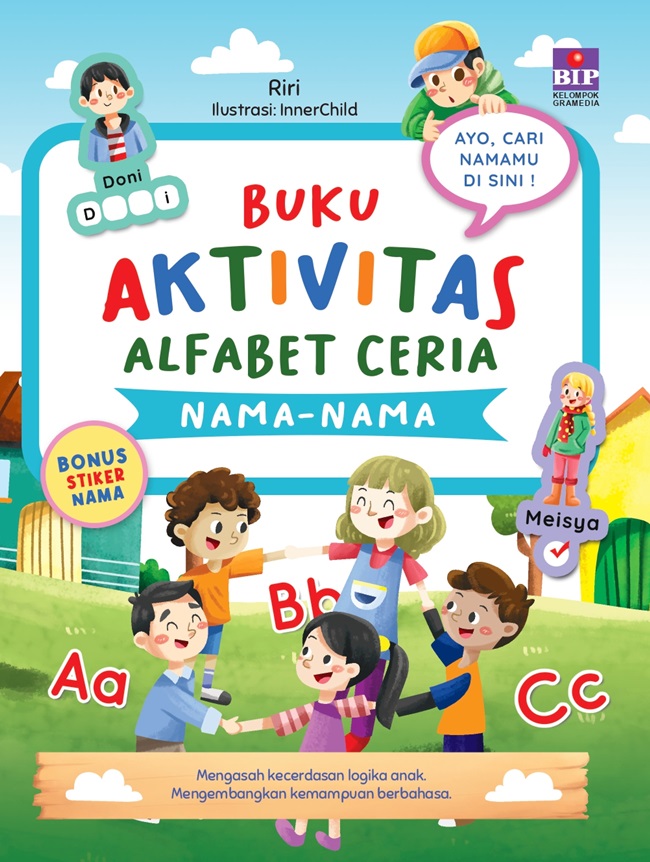 Riri
Ilustrasi: InnerChild
BIP
KELOMPOK
GRAMEDIA
AYO, CARI
NAMAMU
DI SINI !
Doni
D i
BUKU
AKTIVITAS
ALFABET CERIA
NAMA-NAMA
BONUS
STIKER
NAMA
Meisya
Bb
Aa
Cc
Mengasah kecerdasan logika anak.
Mengembangkan kemampuan berbahasa.